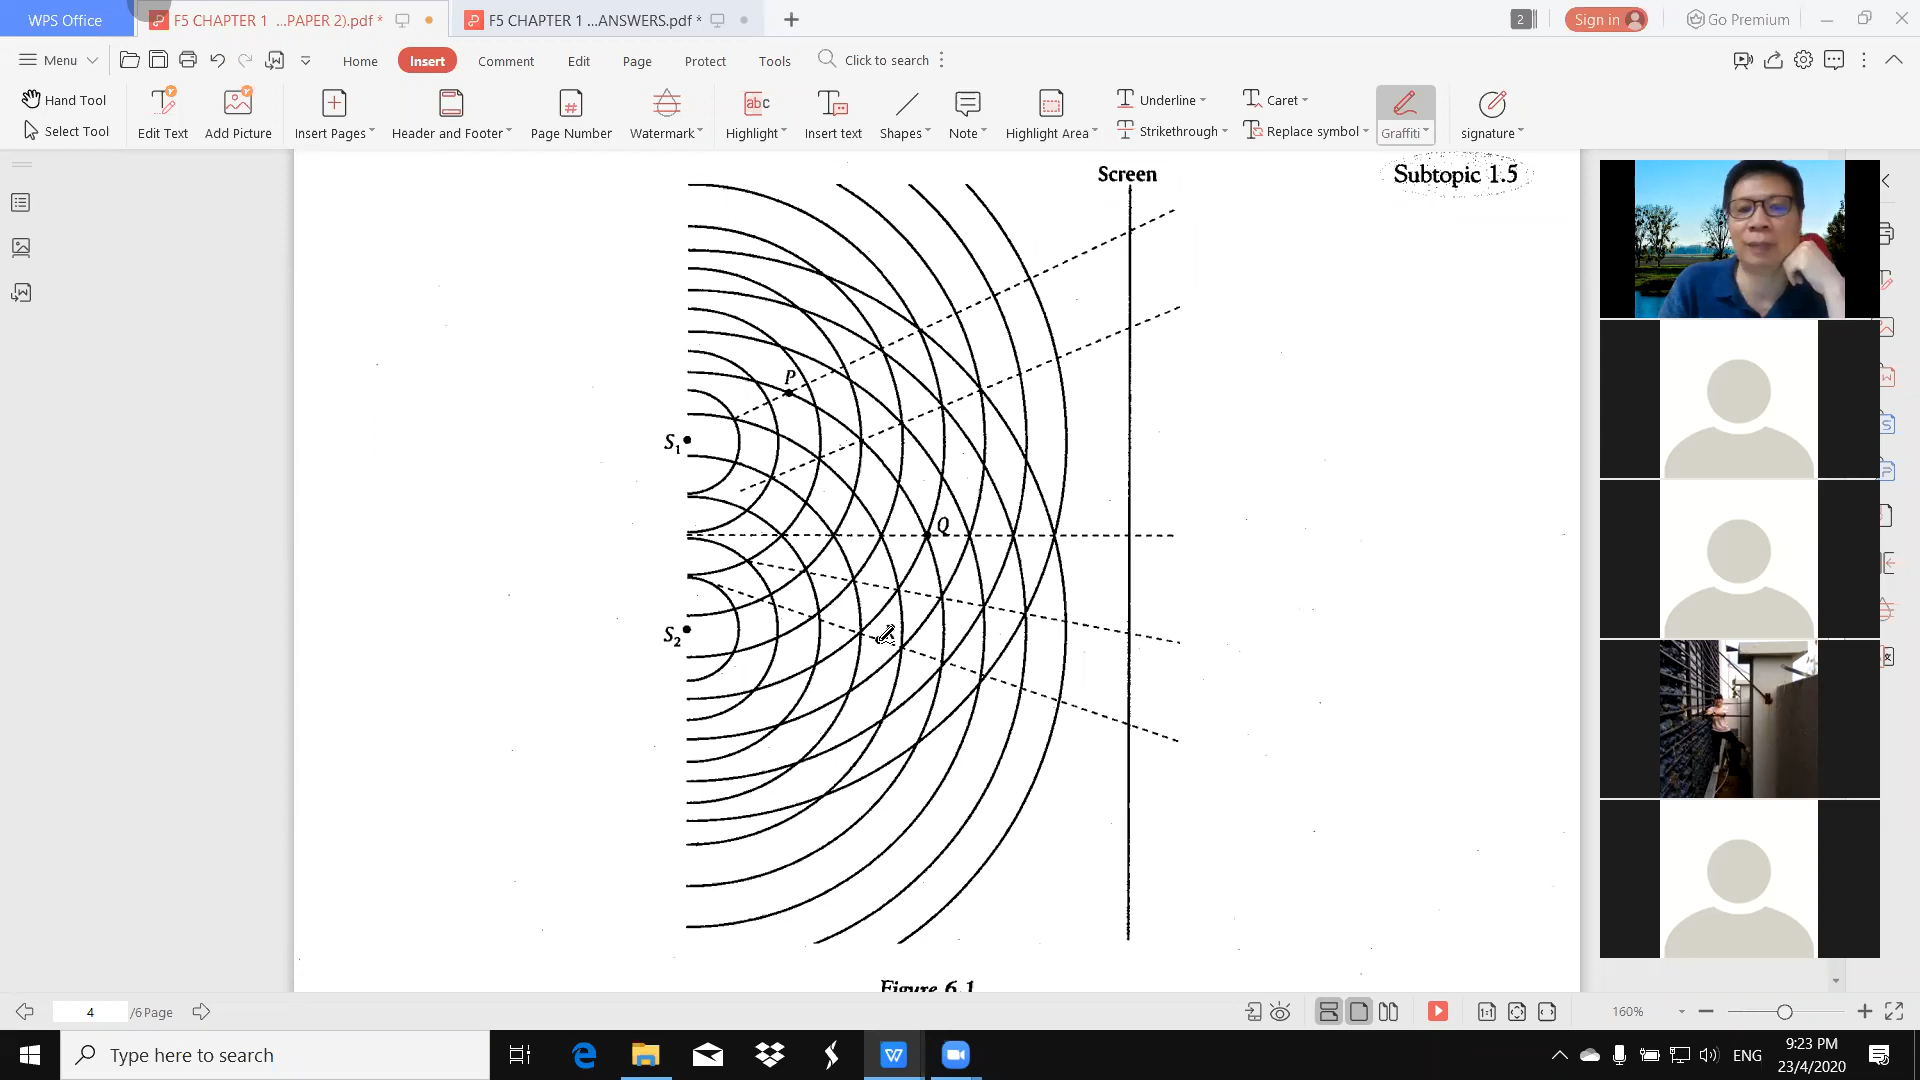 WPS Office
F5 CHAPTER 1 ...PAPER 2).pdf *
F5 CHAPTER 1 ...ANSWERS.pdf *
2
Sign in
Go Premium
Menu
Home
Insert
Comment
Edit
Page
Protect
Tools
Click to search
Hand Tool
Select Tool
Edit Text
Add Picture
Insert Pages
Header and Footer
Page Number
Watermark
Highlight
Insert text
Shapes
Note
Highlight Area
Underline
Strikethrough
Caret
Replace symbol
Graffiti
signature
Screen
Subtopic 1.5
P
S₁
Q
S₂
Figure 6.1
4
/6Page
160%
Type here to search
ENG
9:23 PM
23/4/2020